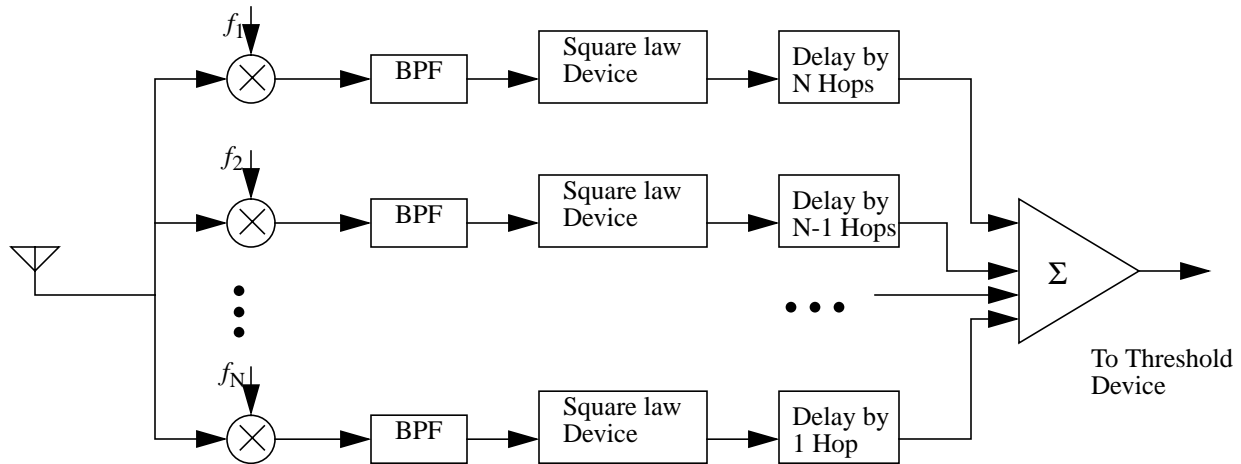 f1
BPF
Square law
Device
Delay by
N Hops
f2
BPF
Square law
Device
Delay by
N-1 Hops
Σ
fN
BPF
Square law
Device
Delay by
1 Hop
To Threshold
Device